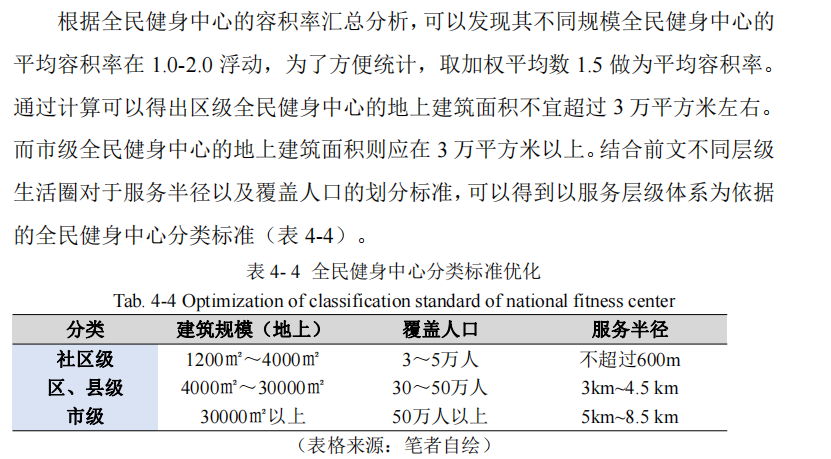 根据全民健身中心的容积率汇总分析，可以发现其不同规模全民健身中心的
平均容积率在 1.0-2.0 浮动，为了方便统计，取加权平均数 1.5 做为平均容积率。
通过计算可以得出区级全民健身中心的地上建筑面积不宜超过 3 万平方米左右。
而市级全民健身中心的地上建筑面积则应在 3 万平方米以上。结合前文不同层级
生活圈对于服务半径以及覆盖人口的划分标准，可以得到以服务层级体系为依据
的全民健身中心分类标准（表 4-4）。
表 4- 4 全民健身中心分类标准优化
Tab. 4-4 Optimization of classification standard of national fitness center
分类 建筑规模（地上） 覆盖人口 服务半径
社区级 1200㎡～4000㎡ 3～5万人 不超过600m
区、县级 4000㎡～30000㎡ 30～50万人 3km~4.5 km
市级 30000㎡以上 50万人以上 5km~8.5 km
（表格来源：笔者自绘）